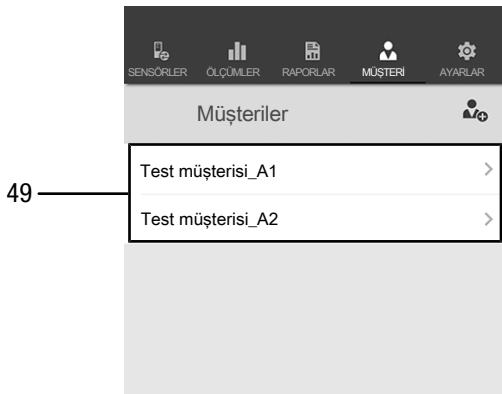 SENSÖRLER ÖLÇÜMLER RAPORLAR MÜŞTERİ AYARLAR
Müşteriler
Test müşterisi_A1
49
Test müşterisi_A2